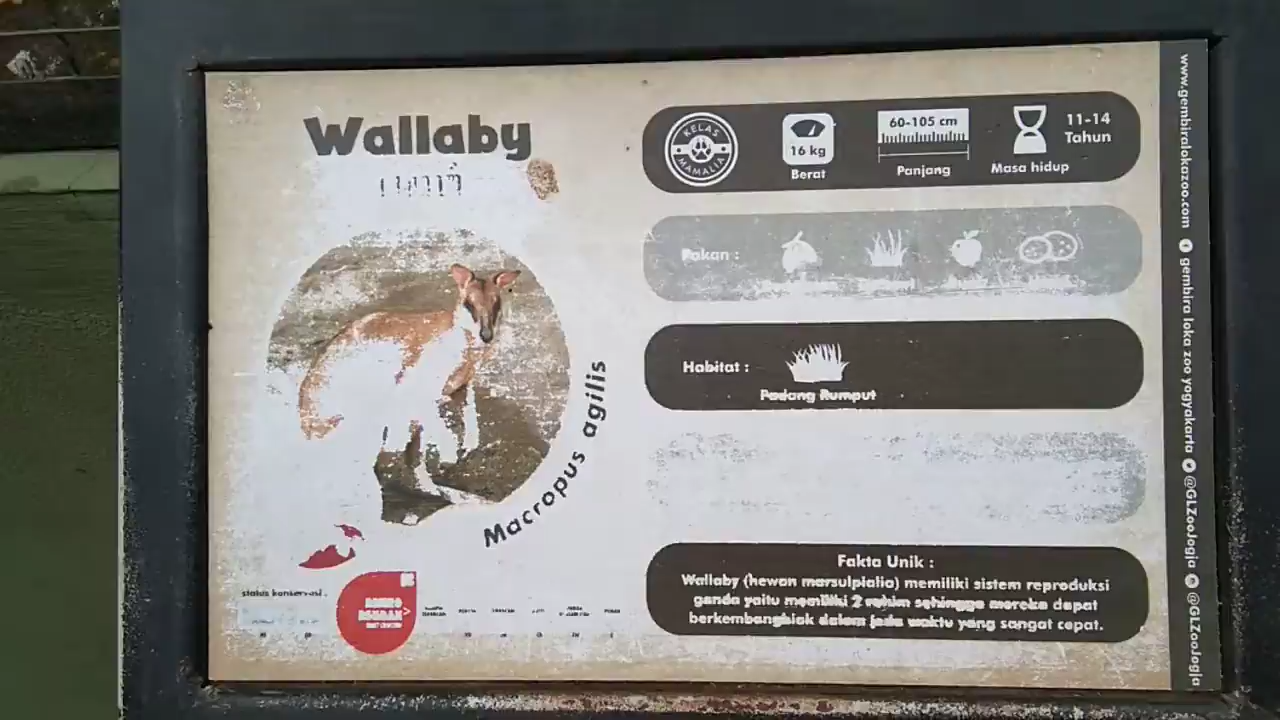 Wallaby
Macropus agilis
status konservasi :
KELAS
MAMALIA
16 kg
Berat
60-105 cm
Panjang
11-14
Tahun
Masa hidup
Pakan :
Habitat :
Padang Rumput
Fakta Unik :
Wallaby (hewan marsulpialia) memiliki sistem reproduksi
ganda yaitu memiliki 2 rahim sehingga mereka dapat
berkembangbiak dalam jeda waktu yang sangat cepat.
www.gembiralokazoo.com
gembira loka zoo yogyakarta
@GLZooJogja
@GLZooJogja